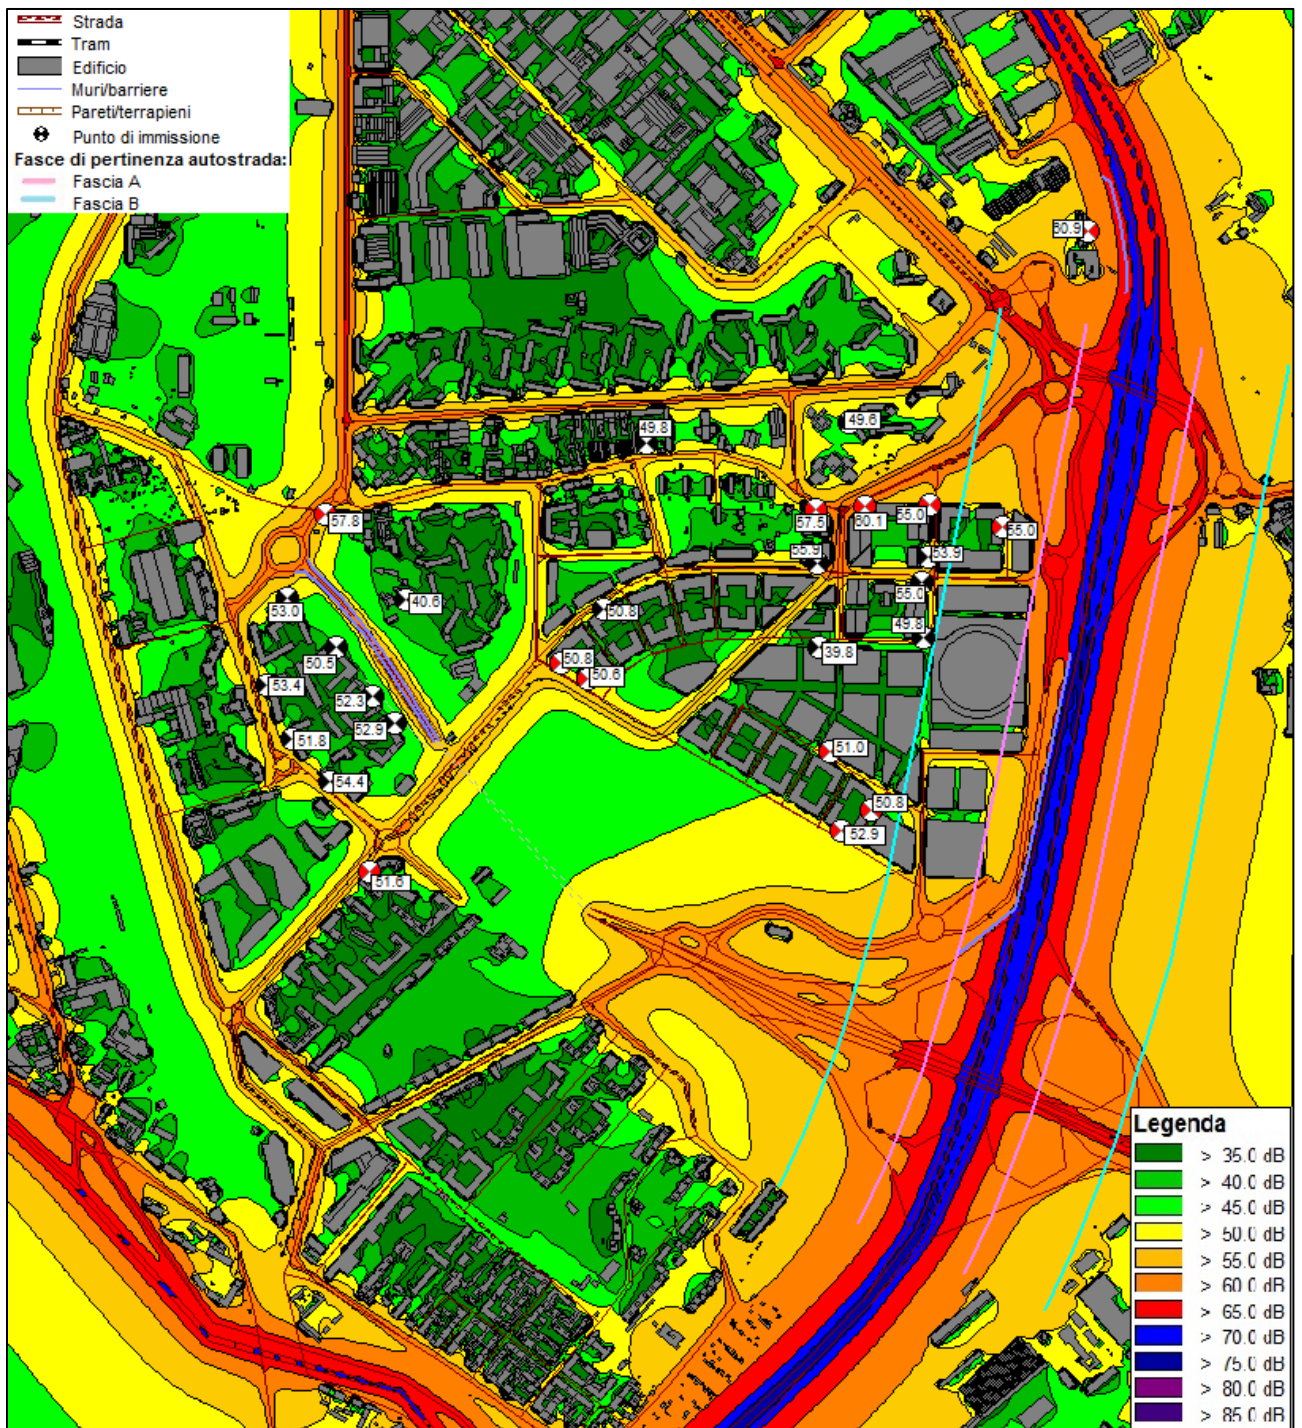 Strada
Tram
Edificio
Muri/barriere
Pareti/terrapieni
Punto di immissione
Fasce di pertinenza autostrada:
Fascia A
Fascia B
60.9
49.8
49.6
57.8
57.5
60.1
55.0
55.0
55.9
53.9
53.0
40.6
50.8
55.0
49.8
50.5
39.8
50.8
50.6
53.4
52.3
52.9
51.8
51.0
54.4
50.8
52.9
51.6
Legenda
> 35.0 dB
> 40.0 dB
> 45.0 dB
> 50.0 dB
> 55.0 dB
> 60.0 dB
> 65.0 dB
> 70.0 dB
> 75.0 dB
> 80.0 dB
> 85.0 dB